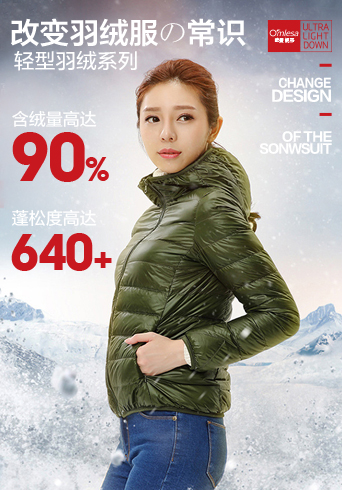 改变羽绒服の常识
轻型羽绒系列
Omlesa
ULTRA
LIGHT
DOWN
CHANGE
DESIGN
OF THE
SONWSUIT
含绒量高达
90%
蓬松度高达
640+